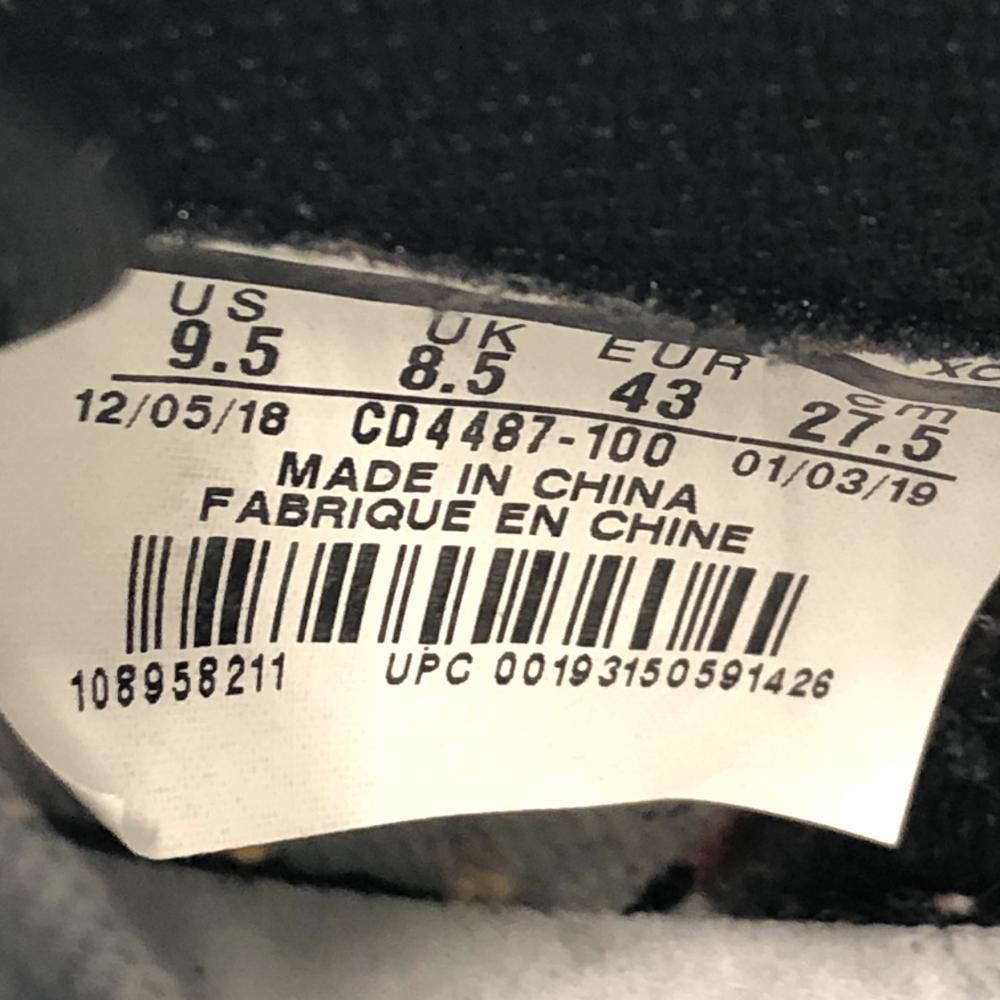 US UK EUR cm
9.5 8.5 43 27.5
12/05/18 CD4487-100 01/03/19
MADE IN CHINA
FABRIQUE EN CHINE
108958211 UPC 00193150591426